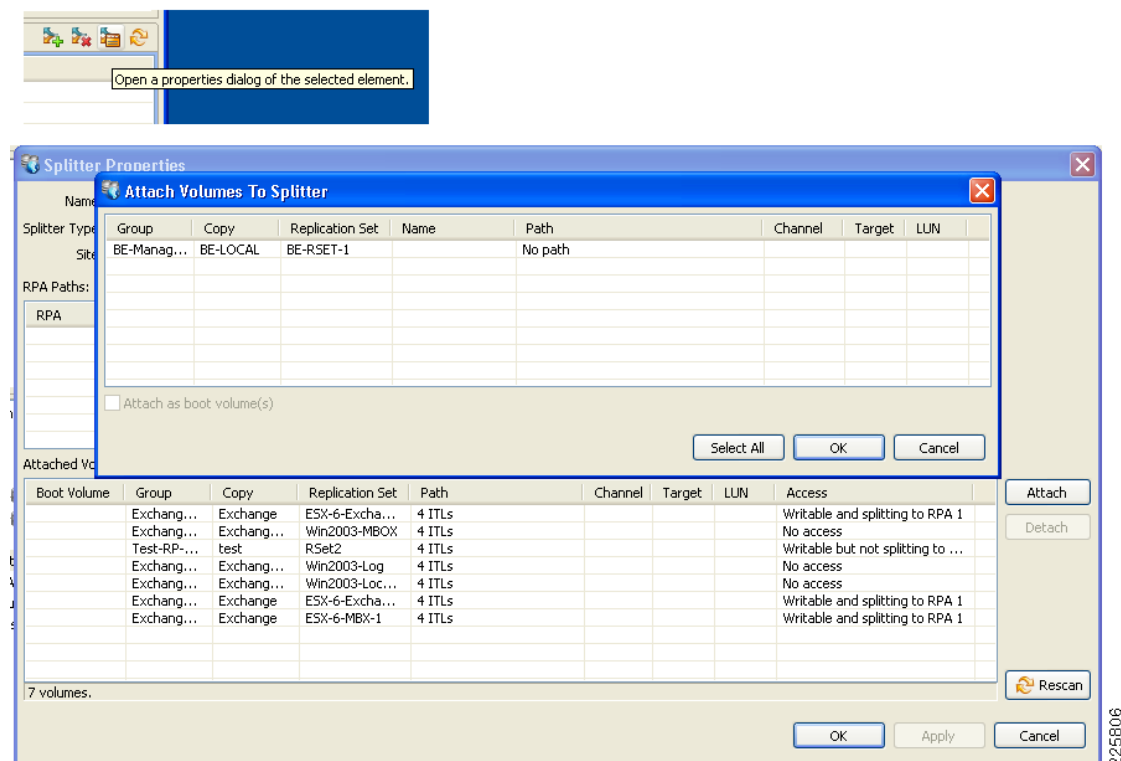 Open a properties dialog of the selected element.
Splitter Properties
Attach Volumes To Splitter
Name
Splitter Type
Site
RPA Paths:
RPA
Group Copy Replication Set Name Path Channel Target LUN
BE-Manag... BE-LOCAL BE-RSET-1 No path
Attach as boot volume(s)
Select All OK Cancel
Attached Vo
Boot Volume Group Copy Replication Set Path Channel Target LUN Access
Exchang... Exchange ESX-6-Excha... 4 ITLs Writable and splitting to RPA 1
Exchang... Exchang... Win2003-MBOX 4 ITLs No access
Test-RP-... test RSet2 4 ITLs Writable but not splitting to ...
Exchang... Exchang... Win2003-Log 4 ITLs No access
Exchang... Exchang... Win2003-Loc... 4 ITLs No access
Exchang... Exchange ESX-6-Excha... 4 ITLs Writable and splitting to RPA 1
Exchang... Exchange ESX-6-MBX-1 4 ITLs Writable and splitting to RPA 1
Attach
Detach
7 volumes.
Rescan
OK Apply Cancel
225806